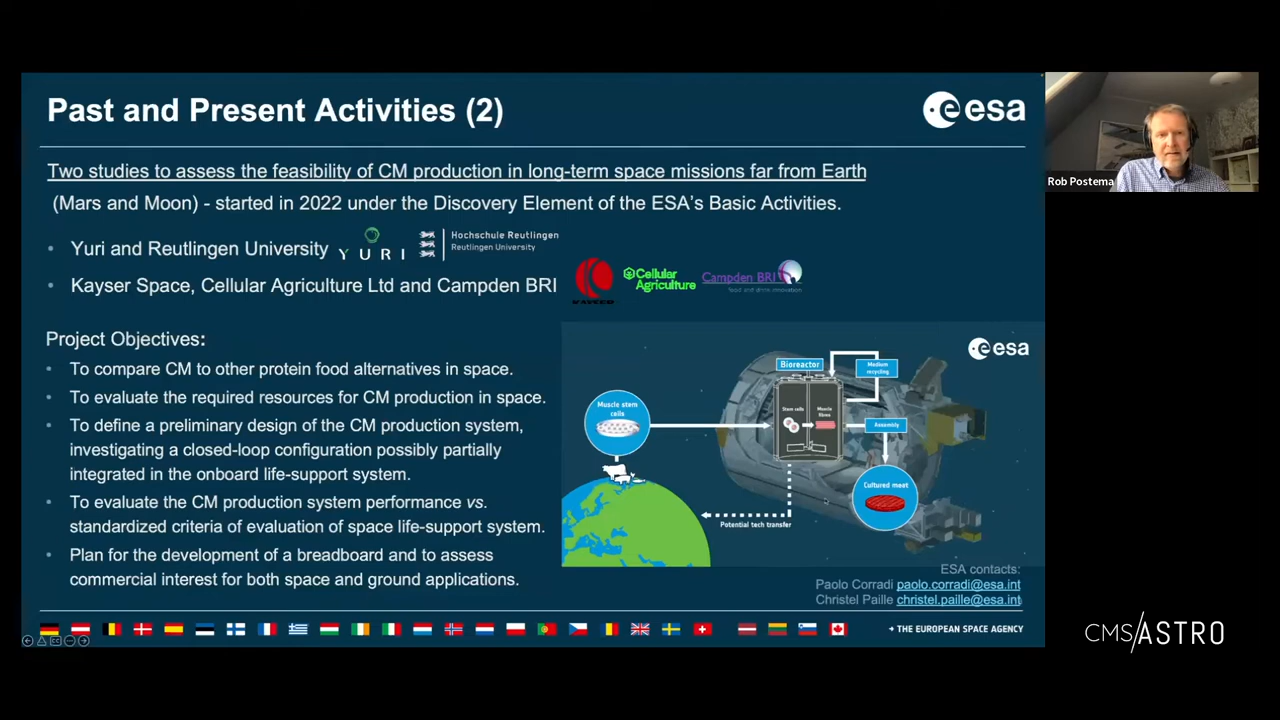 Past and Present Activities (2)
esa
Two studies to assess the feasibility of CM production in long-term space missions far from Earth
(Mars and Moon) - started in 2022 under the Discovery Element of the ESA's Basic Activities.
• Yuri and Reutlingen University
YURI
Hochschule Reutlingen
Reutlingen University
• Kayser Space, Cellular Agriculture Ltd and Campden BRI
KAYSER
Cellular
Agriculture
Campden BRI
food and drink innovation
Project Objectives:
• To compare CM to other protein food alternatives in space.
• To evaluate the required resources for CM production in space.
• To define a preliminary design of the CM production system,
investigating a closed-loop configuration possibly partially
integrated in the onboard life-support system.
• To evaluate the CM production system performance vs.
standardized criteria of evaluation of space life-support system.
• Plan for the development of a breadboard and to assess
commercial interest for both space and ground applications.
esa
Bioreactor
Medium
recycling
Muscle stem
cells
Stem cells
Muscle
fibres
Assembly
Cultured meat
Potential tech transfer
ESA contacts:
Paolo Corradi paolo.corradi@esa.int
Christel Paille christel.paille@esa.int
→ THE EUROPEAN SPACE AGENCY
Rob Postema
CMS/ASTRO